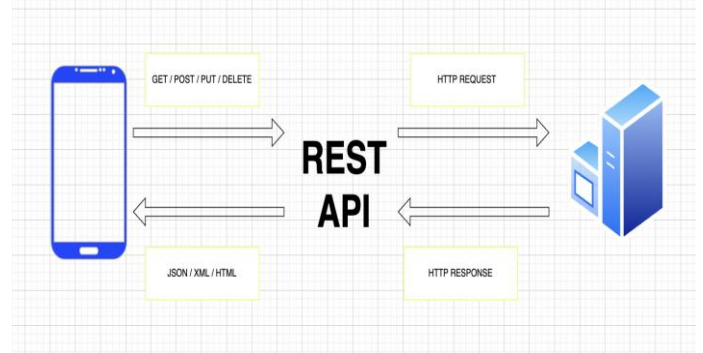 GET / POST / PUT / DELETE
HTTP REQUEST
REST
API
JSON / XML / HTML
HTTP RESPONSE